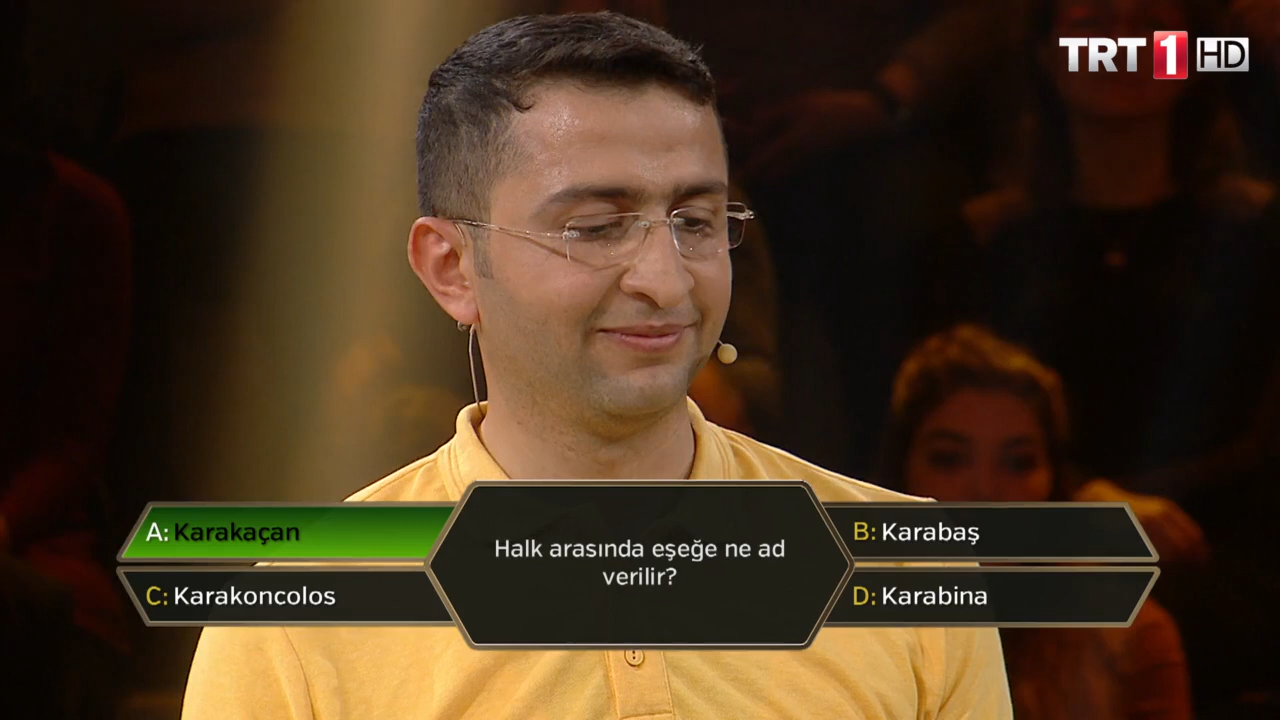 TRT 1 HD
Halk arasında eşeğe ne ad
verilir?
A: Karakaçan
B: Karabaş
C: Karakoncolos
D: Karabina